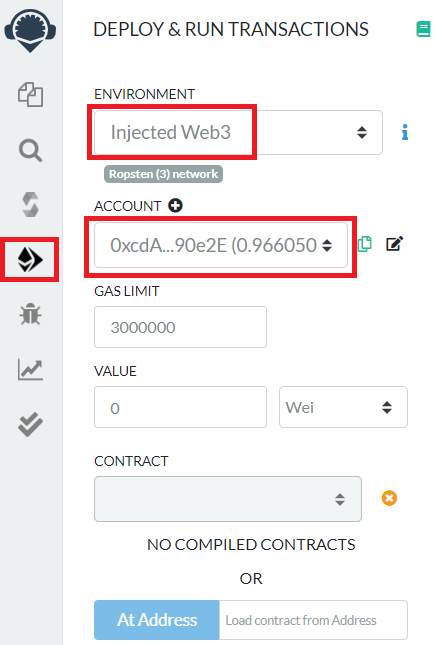 DEPLOY & RUN TRANSACTIONS
ENVIRONMENT
Injected Web3
Ropsten (3) network
ACCOUNT
0xcdA...90e2E (0.966050
GAS LIMIT
3000000
VALUE
0 Wei
CONTRACT
NO COMPILED CONTRACTS
OR
At Address Load contract from Address